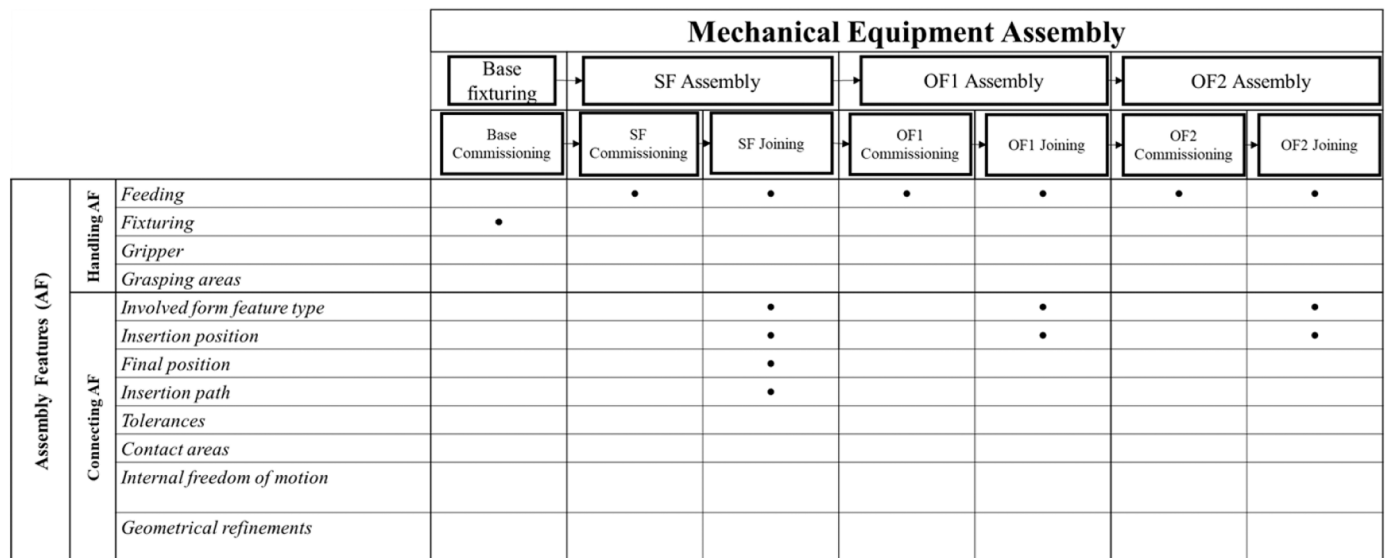 Mechanical Equipment Assembly
Base
fixturing
SF Assembly
OF1 Assembly
OF2 Assembly
Base
Commissioning
SF
Commissioning
SF Joining
OF1
Commissioning
OF1 Joining
OF2
Commissioning
OF2 Joining
Assembly Features (AF)
Handling AF
Feeding • • • • • •
Fixturing •
Gripper
Grasping areas
Connecting AF
Involved form feature type • • •
Insertion position • • •
Final position •
Insertion path •
Tolerances
Contact areas
Internal freedom of motion
Geometrical refinements